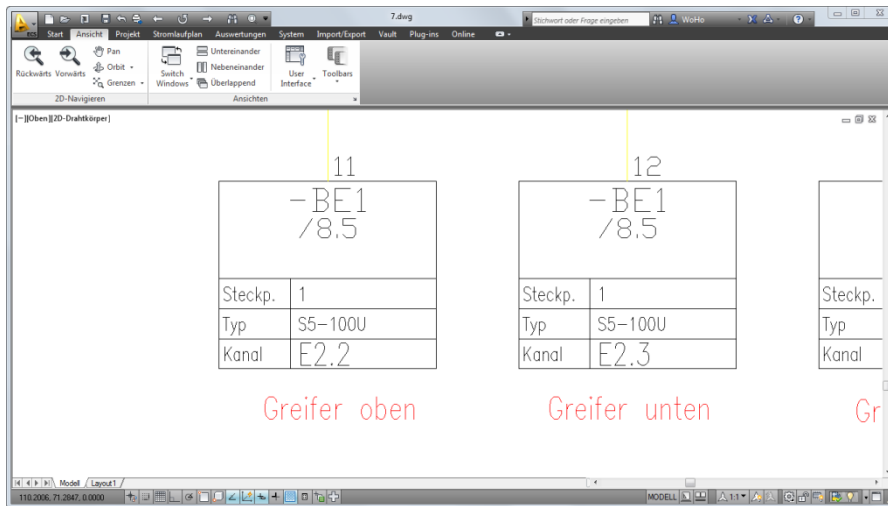 7.dwg
Stichwort oder Frage eingeben
WoHo
ECS
Start Ansicht Projekt Stromlaufplan Auswertungen System Import/Export Vault Plug-ins Online
Rückwärts Vorwärts
Pan
Orbit
Grenzen
2D-Navigieren
Switch Windows
Untereinander
Nebeneinander
Überlappend
User Interface
Toolbars
Ansichten
[-][Oben][2D-Drahtkörper]
11 12
-BE1 -BE1
/8.5 /8.5
Steckp. 1 Steckp. 1 Steckp.
Typ S5-100U Typ S5-100U Typ
Kanal E2.2 Kanal E2.3 Kanal
Greifer oben Greifer unten Gr
Modell Layout1
110.2006, 71.2847, 0.0000 MODELL 1:1